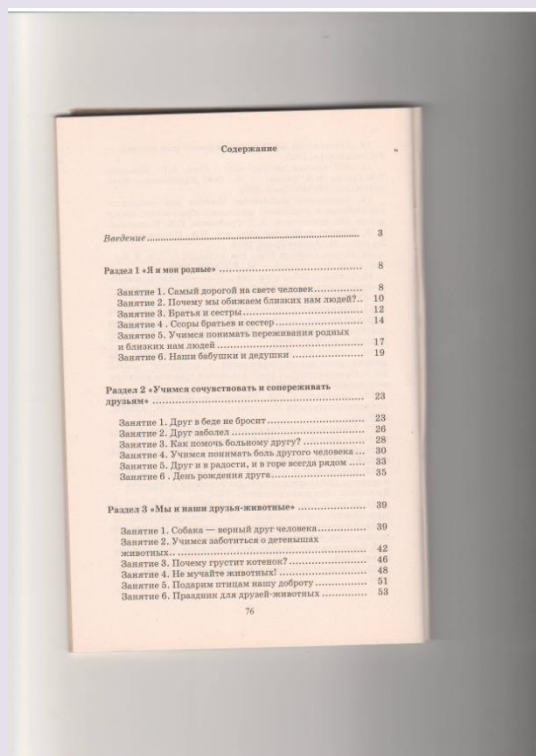 Содержание
Введение ........................................................ 3
Раздел 1 «Я и мои родные» ...................................... 8
Занятие 1. Самый дорогой на свете человек ............ 8
Занятие 2. Почему мы обижаем близких нам людей?.. 10
Занятие 3. Братья и сестры .................................... 12
Занятие 4 . Ссоры братьев и сестер ........................ 14
Занятие 5. Учимся понимать переживания родных
и близких нам людей .......................................... 17
Занятие 6. Наши бабушки и дедушки .................... 19
Раздел 2 «Учимся сочувствовать и сопереживать
друзьям» ........................................................ 23
Занятие 1. Друг в беде не бросит .......................... 23
Занятие 2. Друг заболел ...................................... 26
Занятие 3. Как помочь больному другу? ................ 28
Занятие 4. Учимся понимать боль другого человека ... 30
Занятие 5. Друг и в радости, и в горе всегда рядом ..... 33
Занятие 6 . День рождения друга .......................... 35
Раздел 3 «Мы и наши друзья-животные» .................. 39
Занятие 1. Собака — верный друг человека ............ 39
Занятие 2. Учимся заботиться о детенышах
животных.. .................................................... 42
Занятие 3. Почему грустит котенок? ...................... 46
Занятие 4. Не мучайте животных! ........................ 48
Занятие 5. Подарим птицам нашу доброту .............. 51
Занятие 6. Праздник для друзей-животных ............ 53
76